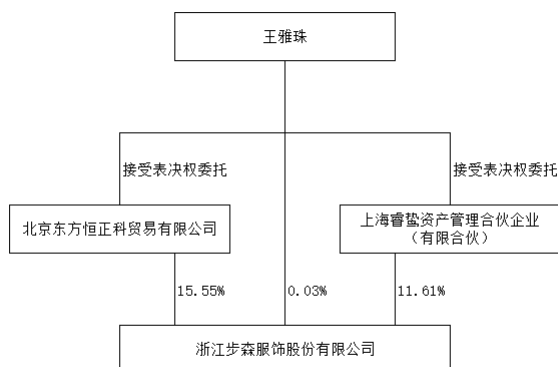 王雅珠
接受表决权委托
接受表决权委托
北京东方恒正科贸易有限公司
上海睿鸷资产管理合伙企业
（有限合伙）
15.55%
0.03%
11.61%
浙江步森服饰股份有限公司